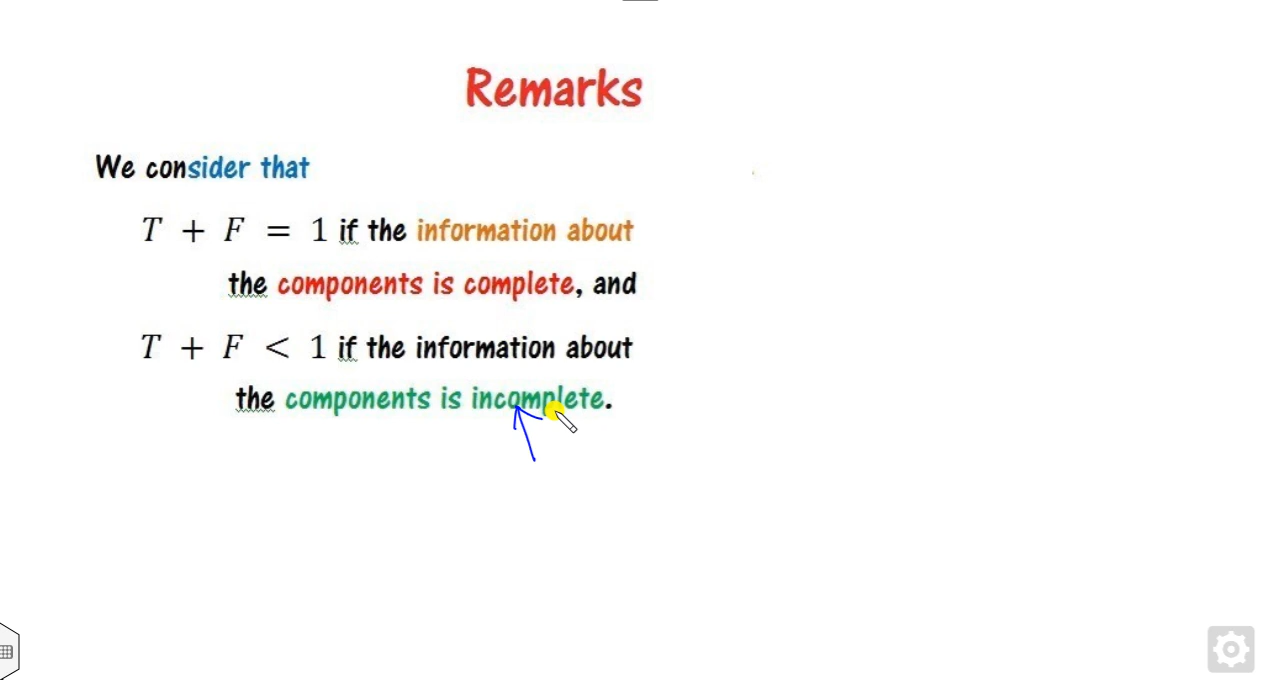 Remarks
We consider that
T + F = 1 if the information about
the components is complete, and
T + F < 1 if the information about
the components is incomplete.